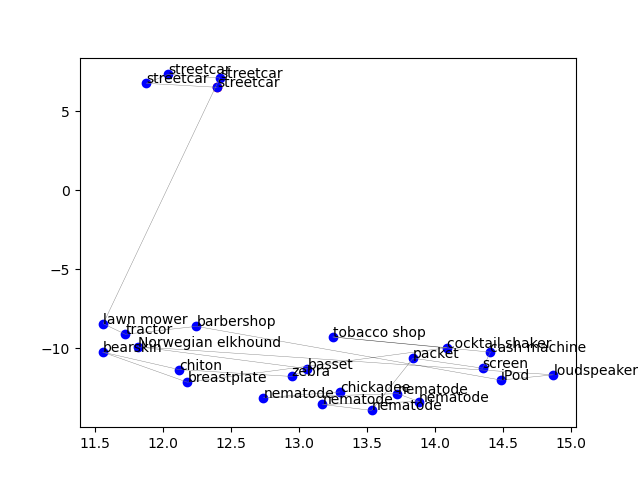 streetcar
streetcar
streetcar
streetcar
5
0
−5
lawn mower
barbershop
tractor
tobacco shop
Norwegian elkhound
cocktail shaker
cash machine
bearskin
−10
packet
basset
screen
chiton
zebra
iPod
loudspeaker
breastplate
chickadee
nematode
nematode
nematode
nematode
nematode
11.5 12.0 12.5 13.0 13.5 14.0 14.5 15.0